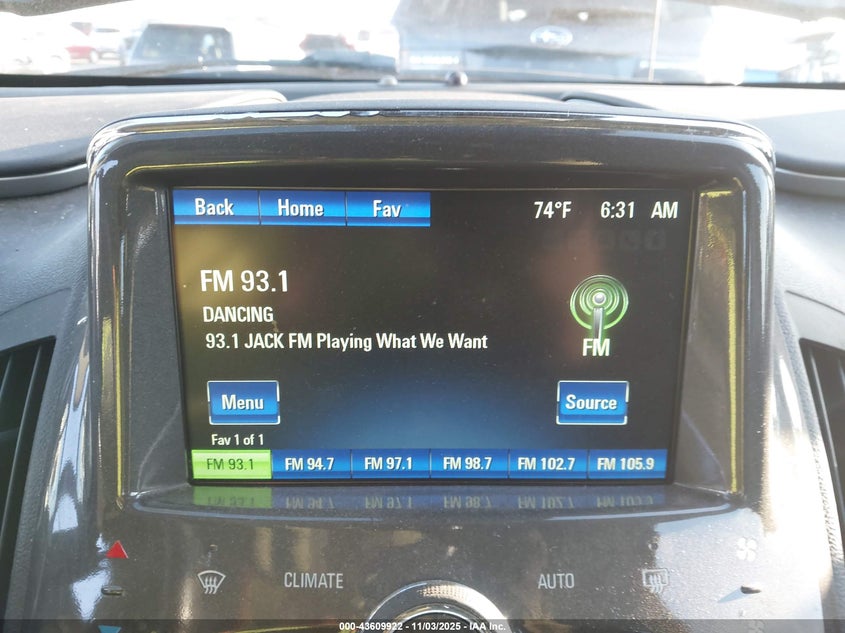 Back Home Fav 74°F 6:31 AM
FM 93.1
DANCING
93.1 JACK FM Playing What We Want
FM
Menu Source
Fav 1 of 1
FM 93.1 FM 94.7 FM 97.1 FM 98.7 FM 102.7 FM 105.9
CLIMATE AUTO
000-43609922 - 11/03/2025 - IAA Inc.